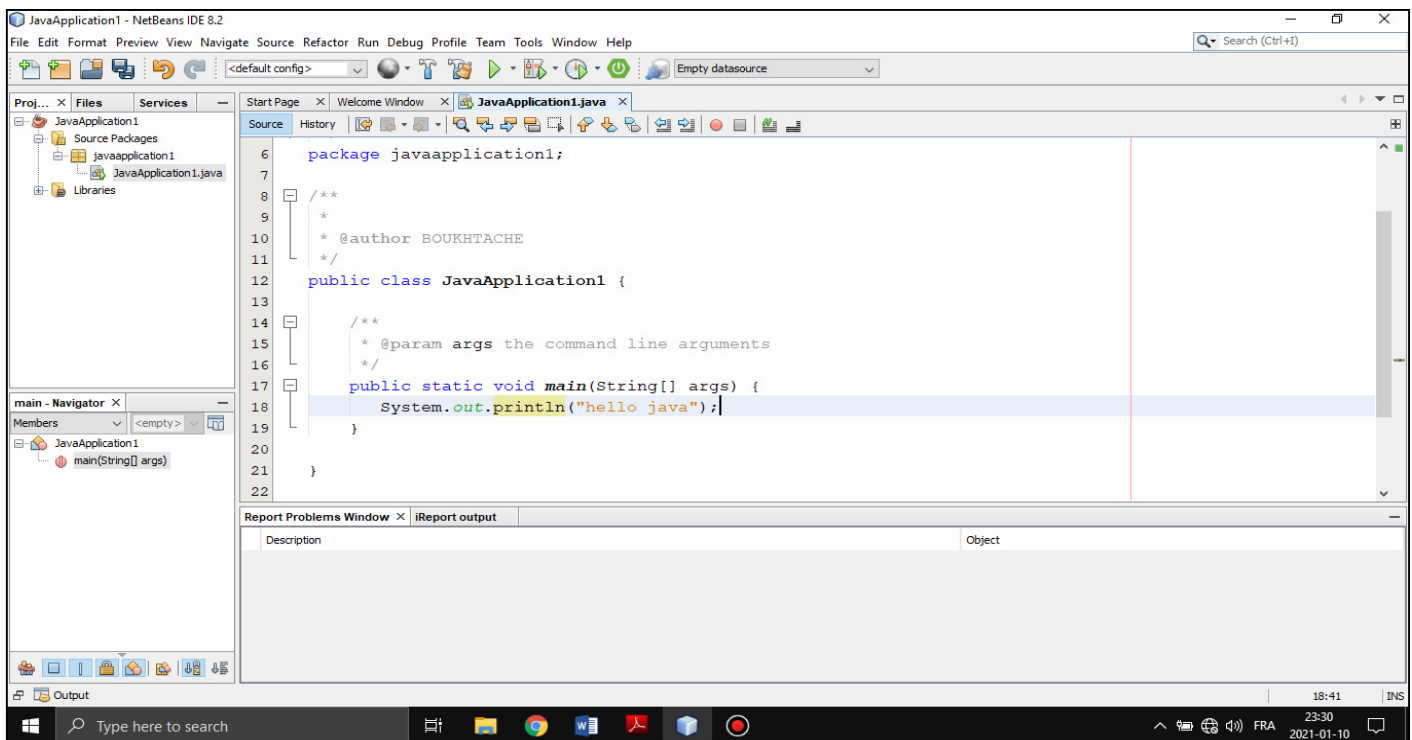 JavaApplication1 - NetBeans IDE 8.2
File Edit Format Preview View Navigate Source Refactor Run Debug Profile Team Tools Window Help
Search (Ctrl+I)
<default config>
Empty datasource
Proj... Files Services
Start Page Welcome Window JavaApplication1.java
JavaApplication1
Source Packages
javaapplication1
JavaApplication1.java
Libraries
Source History
6 package javaapplication1;
7
8 /**
9 *
10 * @author BOUKHTACHE
11 */
12 public class JavaApplication1 {
13
14 /**
15 * @param args the command line arguments
16 */
17 public static void main(String[] args) {
18 System.out.println("hello java");
19 }
20
21 }
22
main - Navigator
Members <empty>
JavaApplication1
main(String[] args)
Report Problems Window iReport output
Description Object
Output
18:41 INS
Type here to search
FRA
23:30
2021-01-10